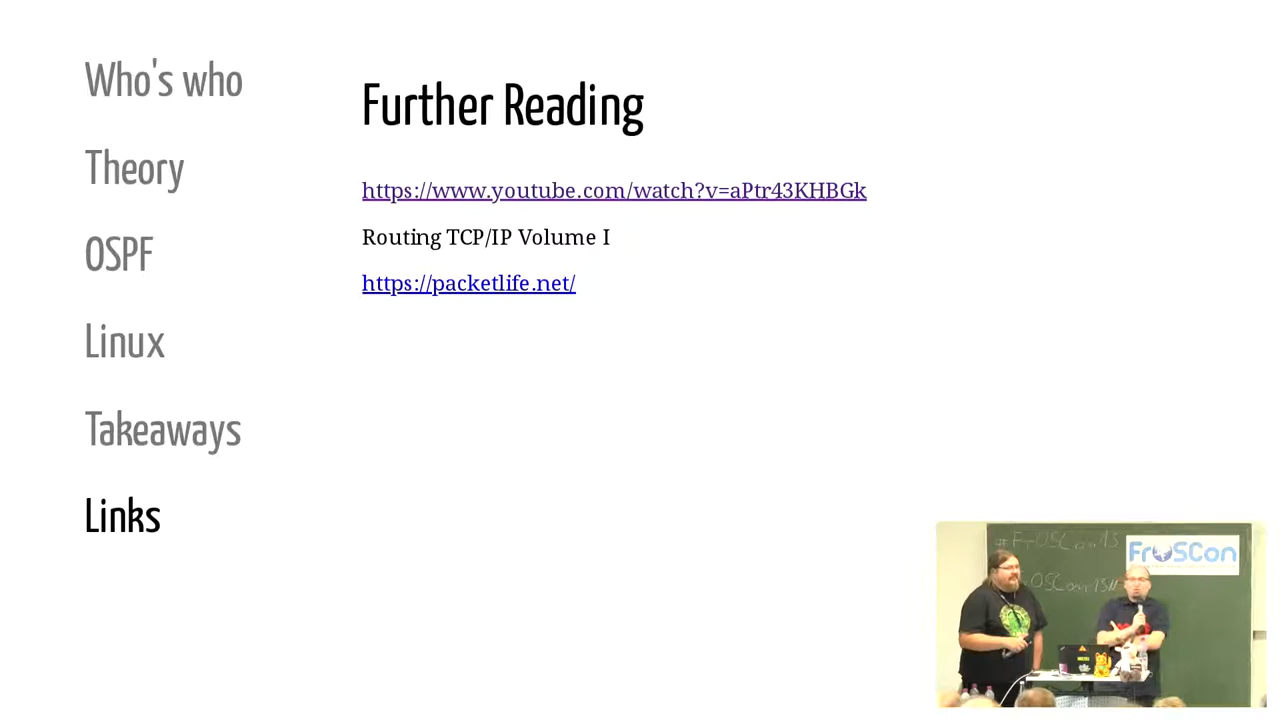 Who's who
Theory
OSPF
Linux
Takeaways
Links
Further Reading
https://www.youtube.com/watch?v=aPtr43KHBGk
Routing TCP/IP Volume I
https://packetlife.net/
FrOSCon